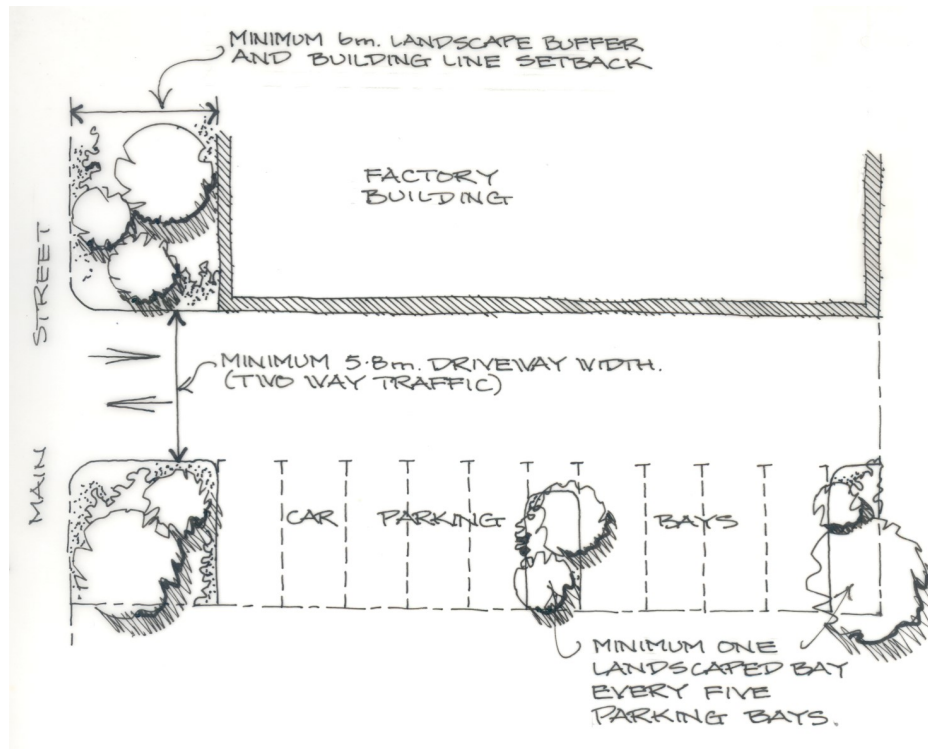 MINIMUM 6m. LANDSCAPE BUFFER
AND BUILDING LINE SETBACK
FACTORY
BUILDING
STREET
MINIMUM 5·8m. DRIVEWAY WIDTH.
(TWO WAY TRAFFIC)
MAIN
CAR PARKING BAYS
MINIMUM ONE
LANDSCAPED BAY
EVERY FIVE
PARKING BAYS.